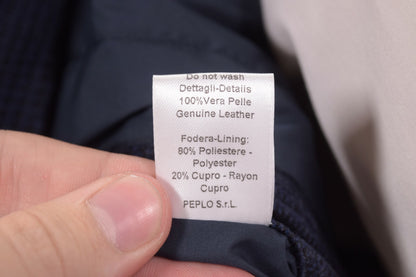 Do not wash
Dettagli-Details
100%Vera Pelle
Genuine Leather
Fodera-Lining:
80% Poliestere -
Polyester
20% Cupro - Rayon
Cupro
PEPLO S.r.L.